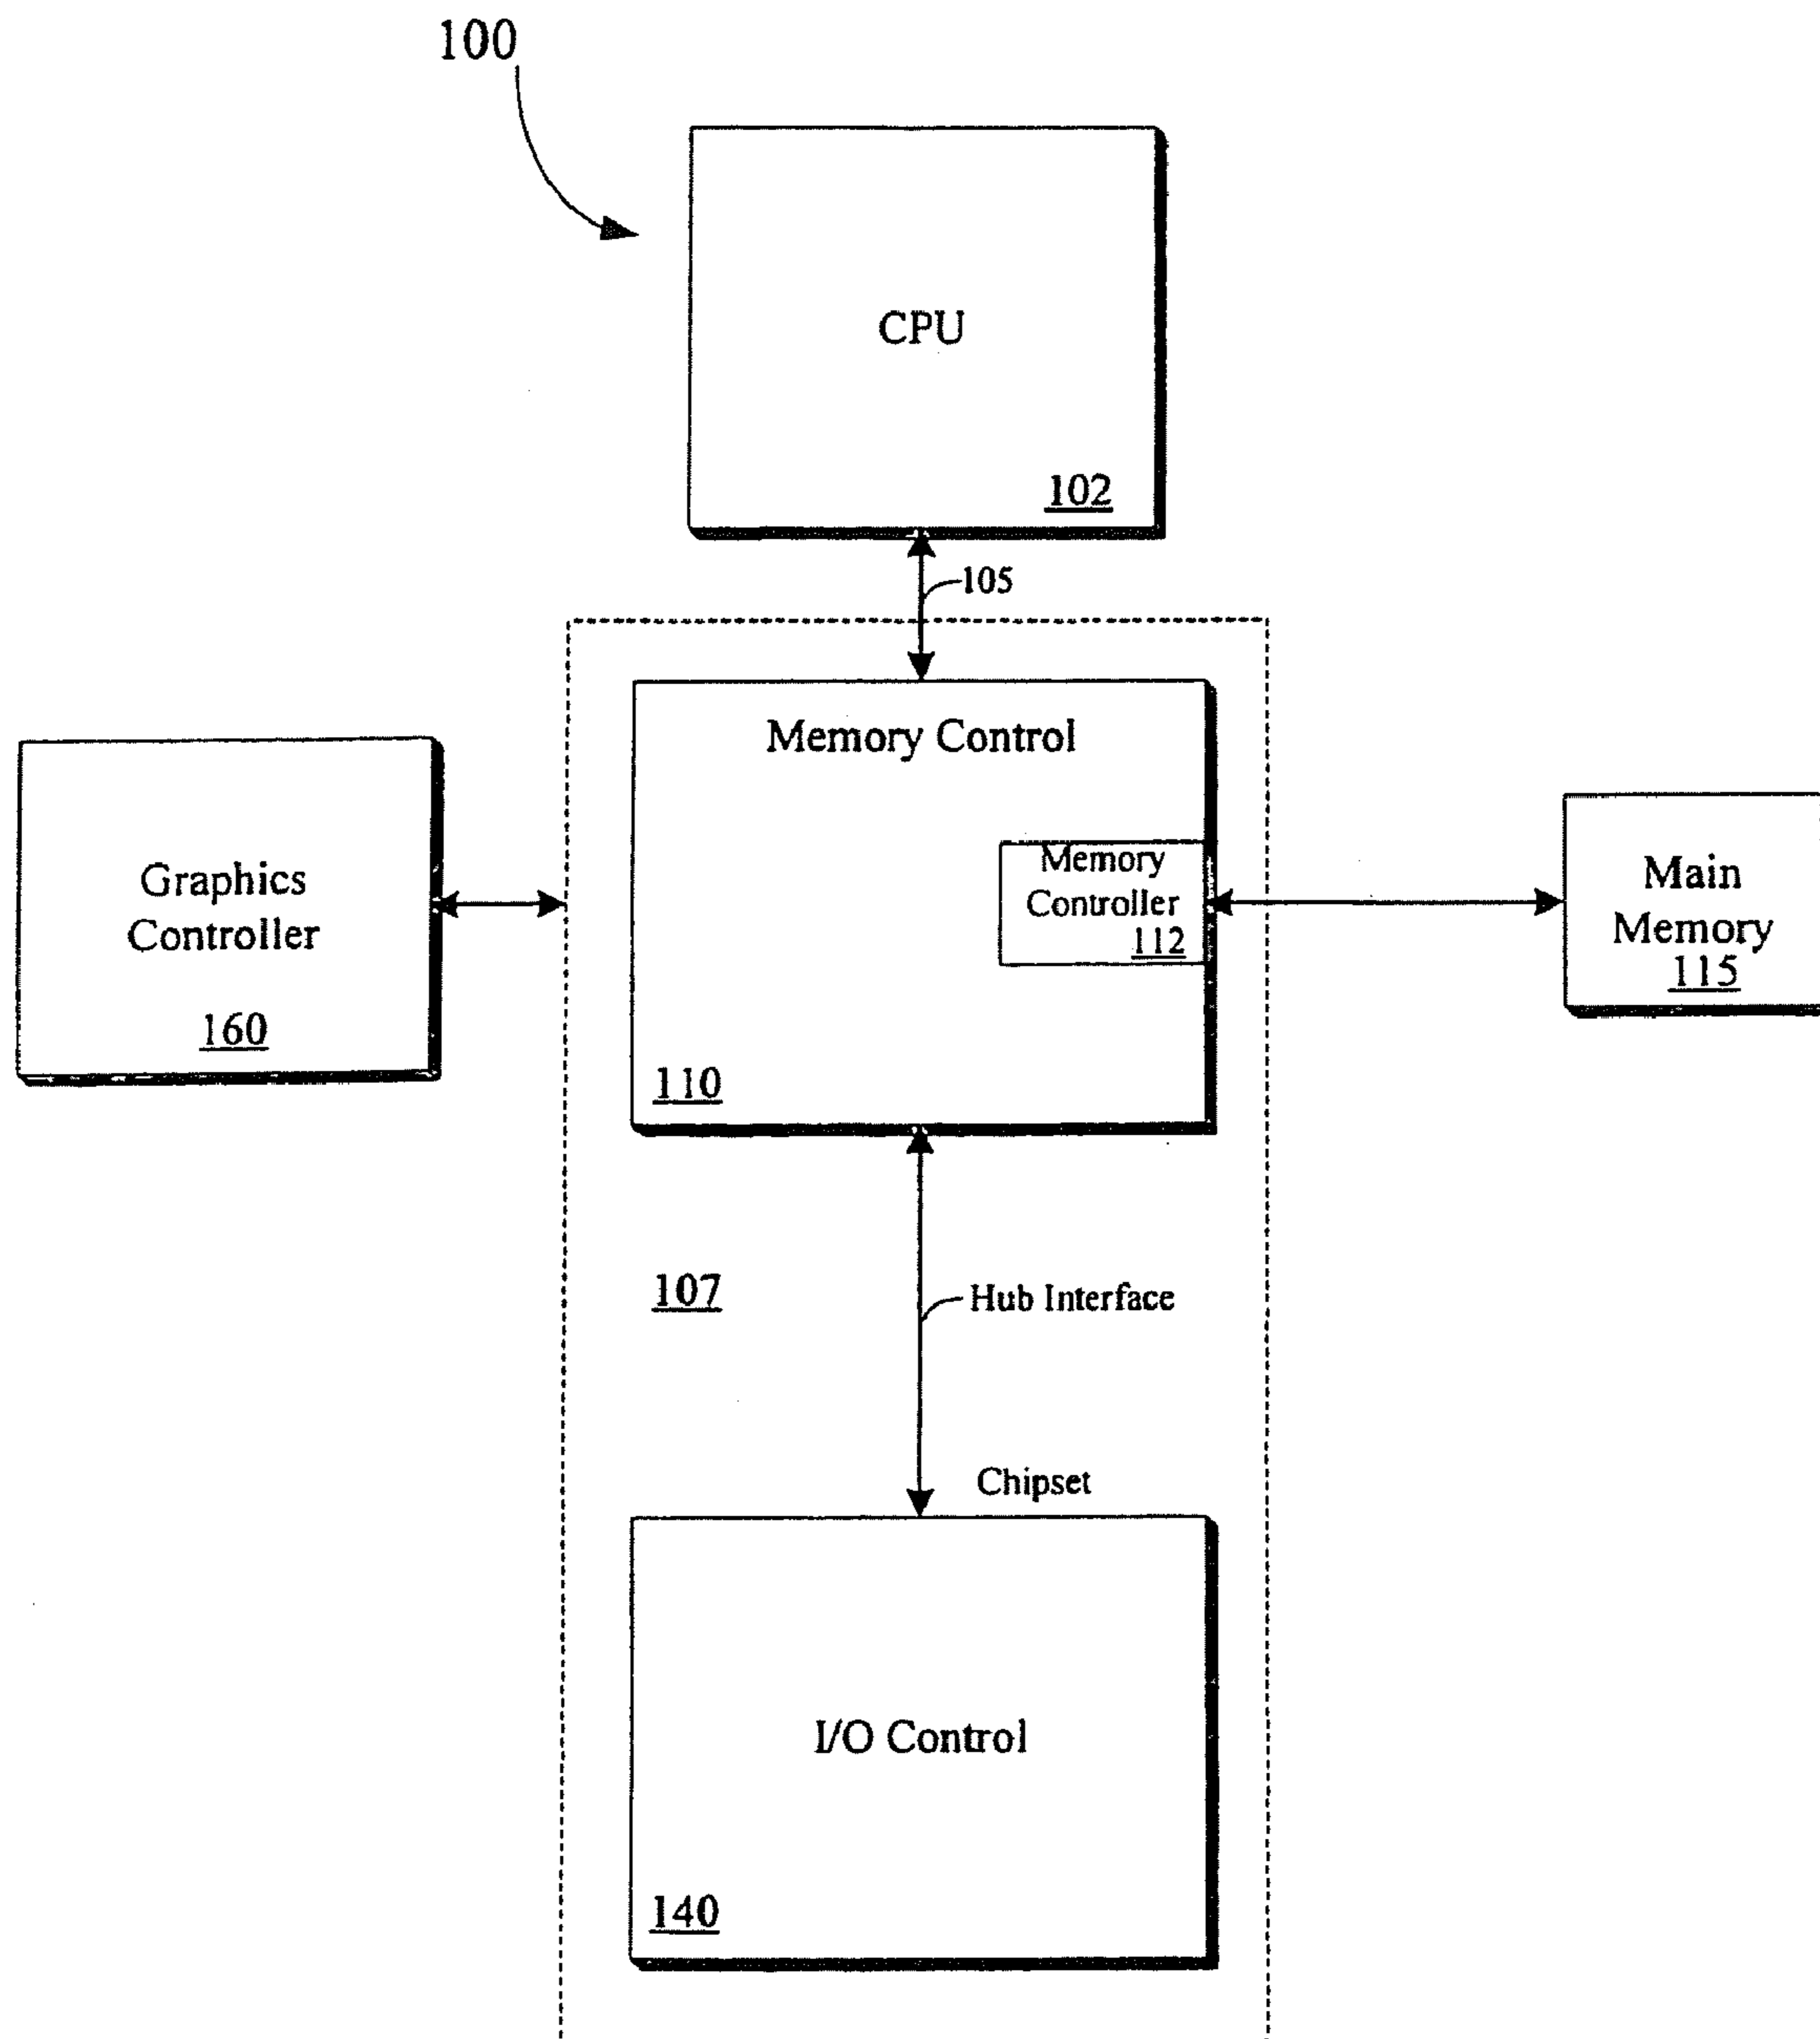 100
CPU
102
105
Memory Control
Memory
Controller
112
110
Graphics
Controller
160
Main
Memory
115
107
Hub Interface
Chipset
I/O Control
140